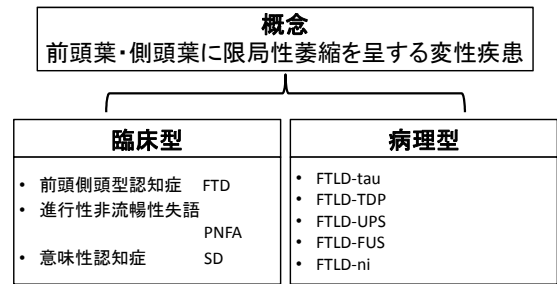 概念
前頭葉・側頭葉に限局性萎縮を呈する変性疾患
臨床型
• 前頭側頭型認知症 FTD
• 進行性非流暢性失語
PNFA
• 意味性認知症 SD
病理型
• FTLD-tau
• FTLD-TDP
• FTLD-UPS
• FTLD-FUS
• FTLD-ni